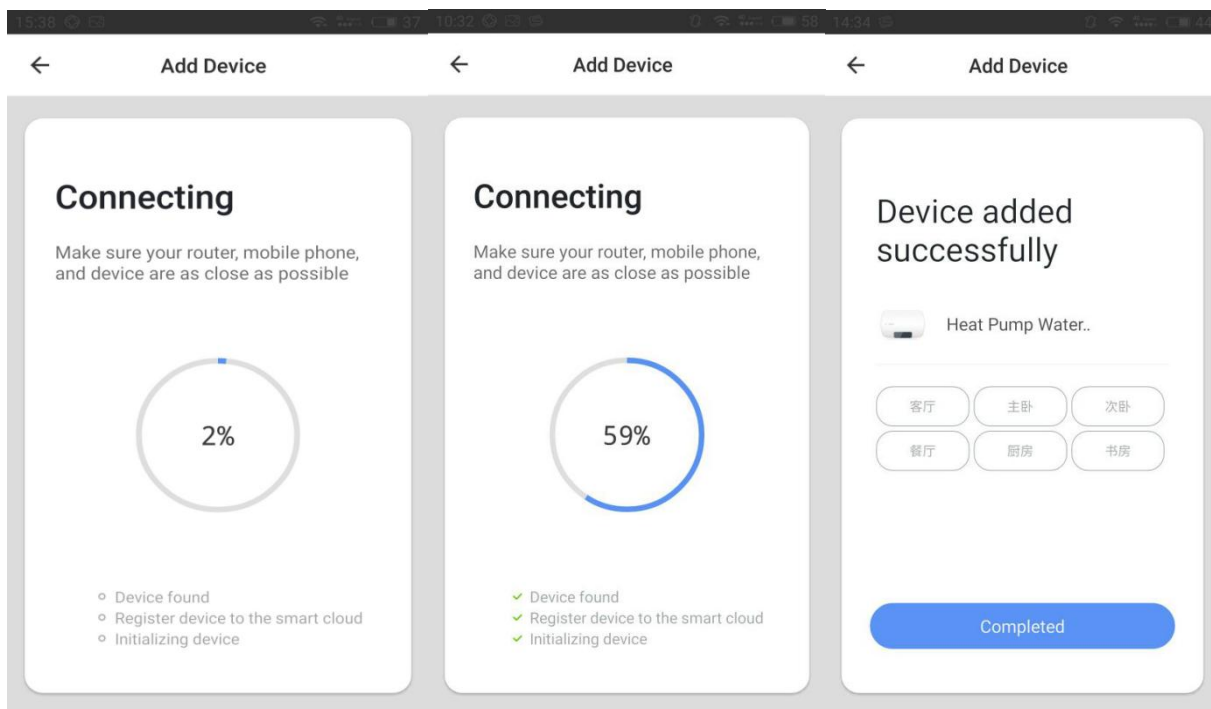 15:38
37
Add Device
Connecting
Make sure your router, mobile phone,
and device are as close as possible
2%
Device found
Register device to the smart cloud
Initializing device
10:32
58
Add Device
Connecting
Make sure your router, mobile phone,
and device are as close as possible
59%
Device found
Register device to the smart cloud
Initializing device
14:34
44
Add Device
Device added
successfully
Heat Pump Water..
客厅 主卧 次卧
餐厅 厨房 书房
Completed